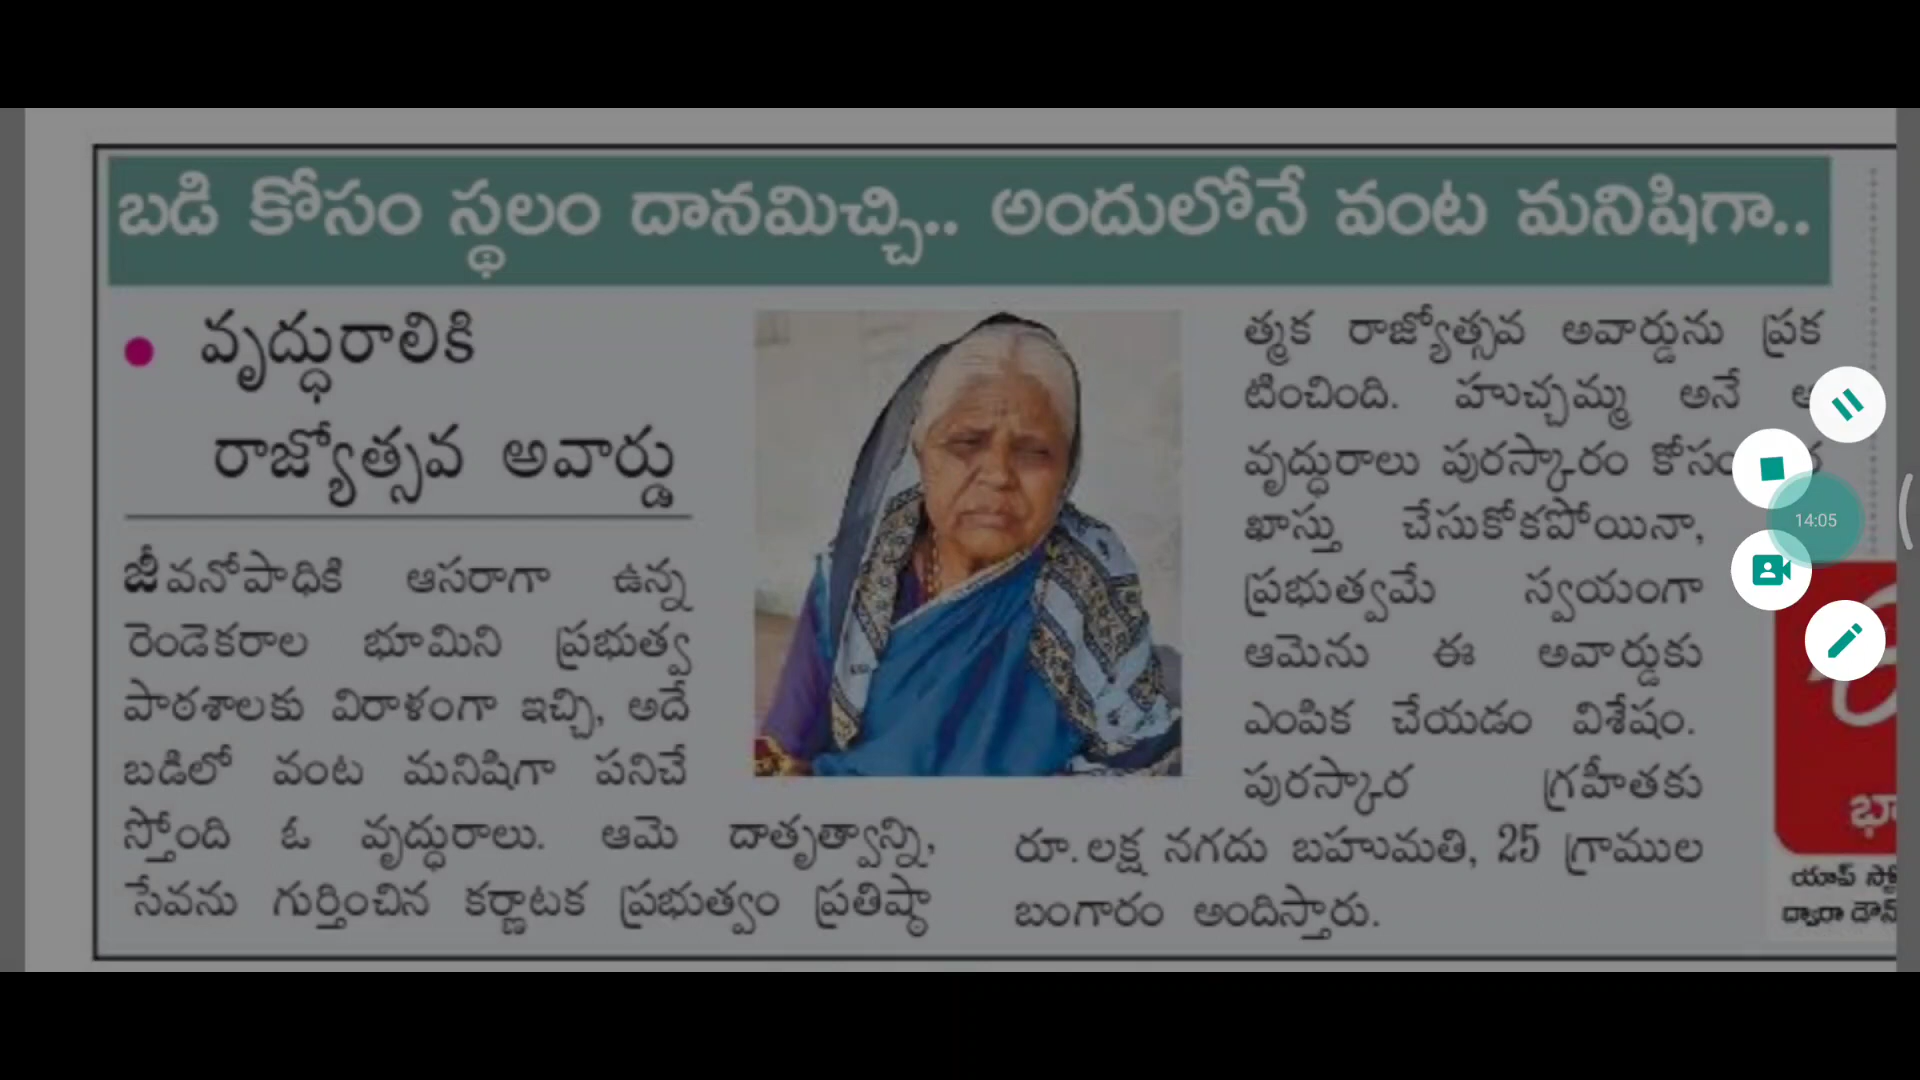 బడి కోసం స్థలం దానమిచ్చి.. అందులోనే వంట మనిషిగా..
వృద్ధురాలికి
రాజ్యోత్సవ అవార్డు
జీవనోపాధికి ఆసరాగా ఉన్న
రెండెకరాల భూమిని ప్రభుత్వ
పాఠశాలకు విరాళంగా ఇచ్చి, అదే
బడిలో వంట మనిషిగా పనిచే
స్తోంది ఓ వృద్ధురాలు. ఆమె దాతృత్వాన్ని,
సేవను గుర్తించిన కర్ణాటక ప్రభుత్వం ప్రతిష్ఠా
త్మక రాజ్యోత్సవ అవార్డును ప్రక
టించింది. హుచ్చమ్మ అనే
వృద్ధురాలు పురస్కారం
ఖాస్తు చేసుకోకపోయినా,
ప్రభుత్వమే స్వయంగా
ఆమెను ఈ అవార్డుకు
ఎంపిక చేయడం విశేషం.
పురస్కార గ్రహీతకు
రూ.లక్ష నగదు బహుమతి, 25 గ్రాముల
బంగారం అందిస్తారు.
14:05
యాప్
ద్వారా